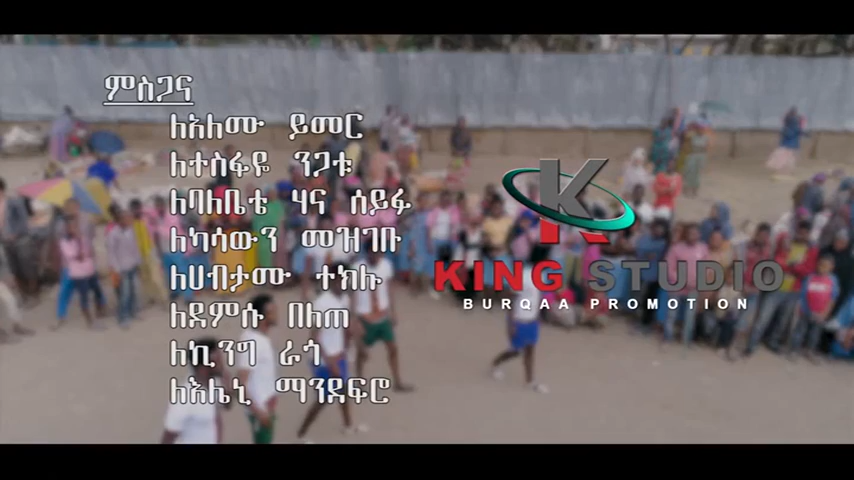 ምስጋና
ለአለሙ ይመር
ለተስፋዬ ንጋቱ
ለባለቤቴ ሃና ሰይፉ
ለካሳውን መዝገቡ
ለሀብታሙ ተክሉ
ለደምሱ በለጠ
ለኪንግ ራጎ
ለእሌኒ ማንደፍሮ
K
KING STUDIO
BURQAA PROMOTION